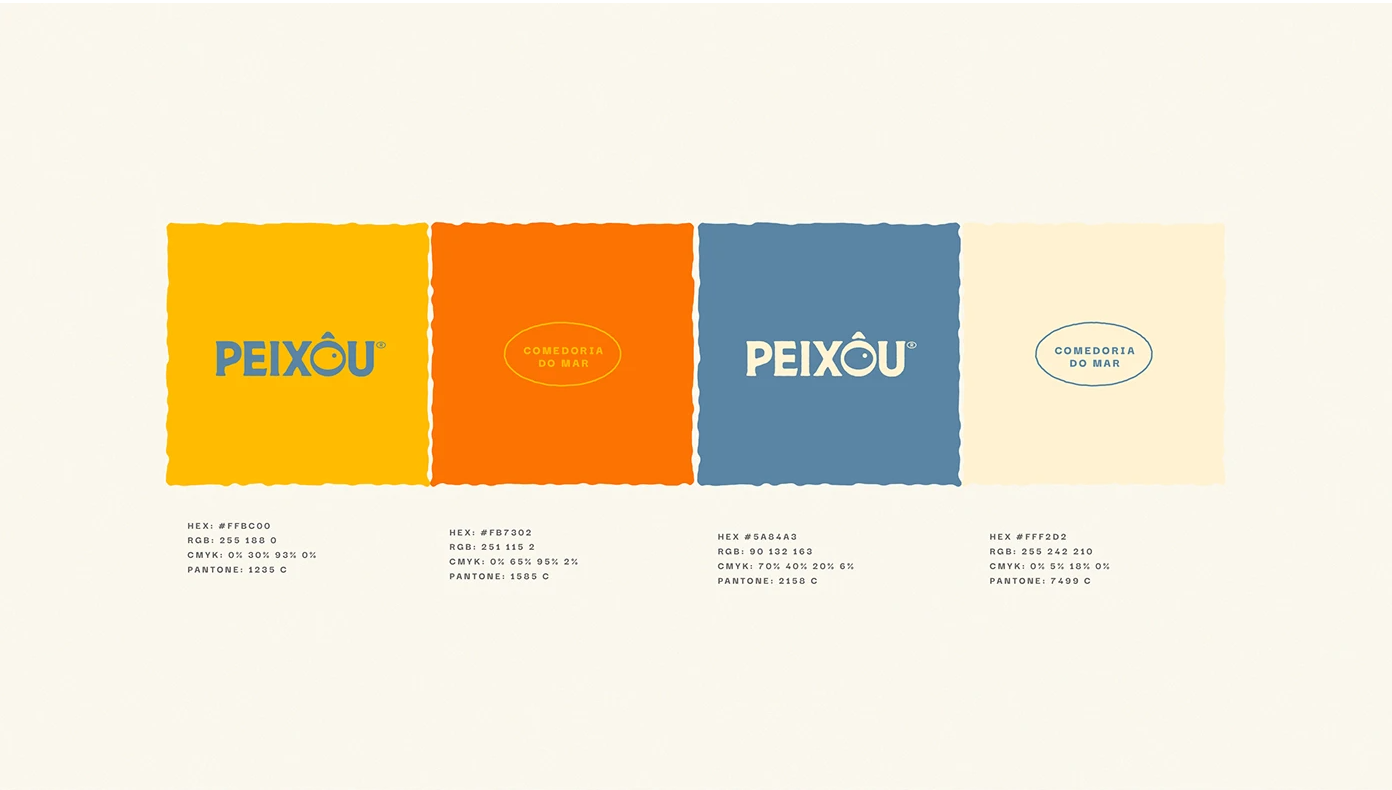 PEIXÔU
COMEDORIA
DO MAR
PEIXÔU
COMEDORIA
DO MAR
HEX: #FFBC00
RGB: 255 188 0
CMYK: 0% 30% 93% 0%
PANTONE: 1235 C
HEX: #FB7302
RGB: 251 115 2
CMYK: 0% 65% 95% 2%
PANTONE: 1585 C
HEX #5A84A3
RGB: 90 132 163
CMYK: 70% 40% 20% 6%
PANTONE: 2158 C
HEX #FFF2D2
RGB: 255 242 210
CMYK: 0% 5% 18% 0%
PANTONE: 7499 C